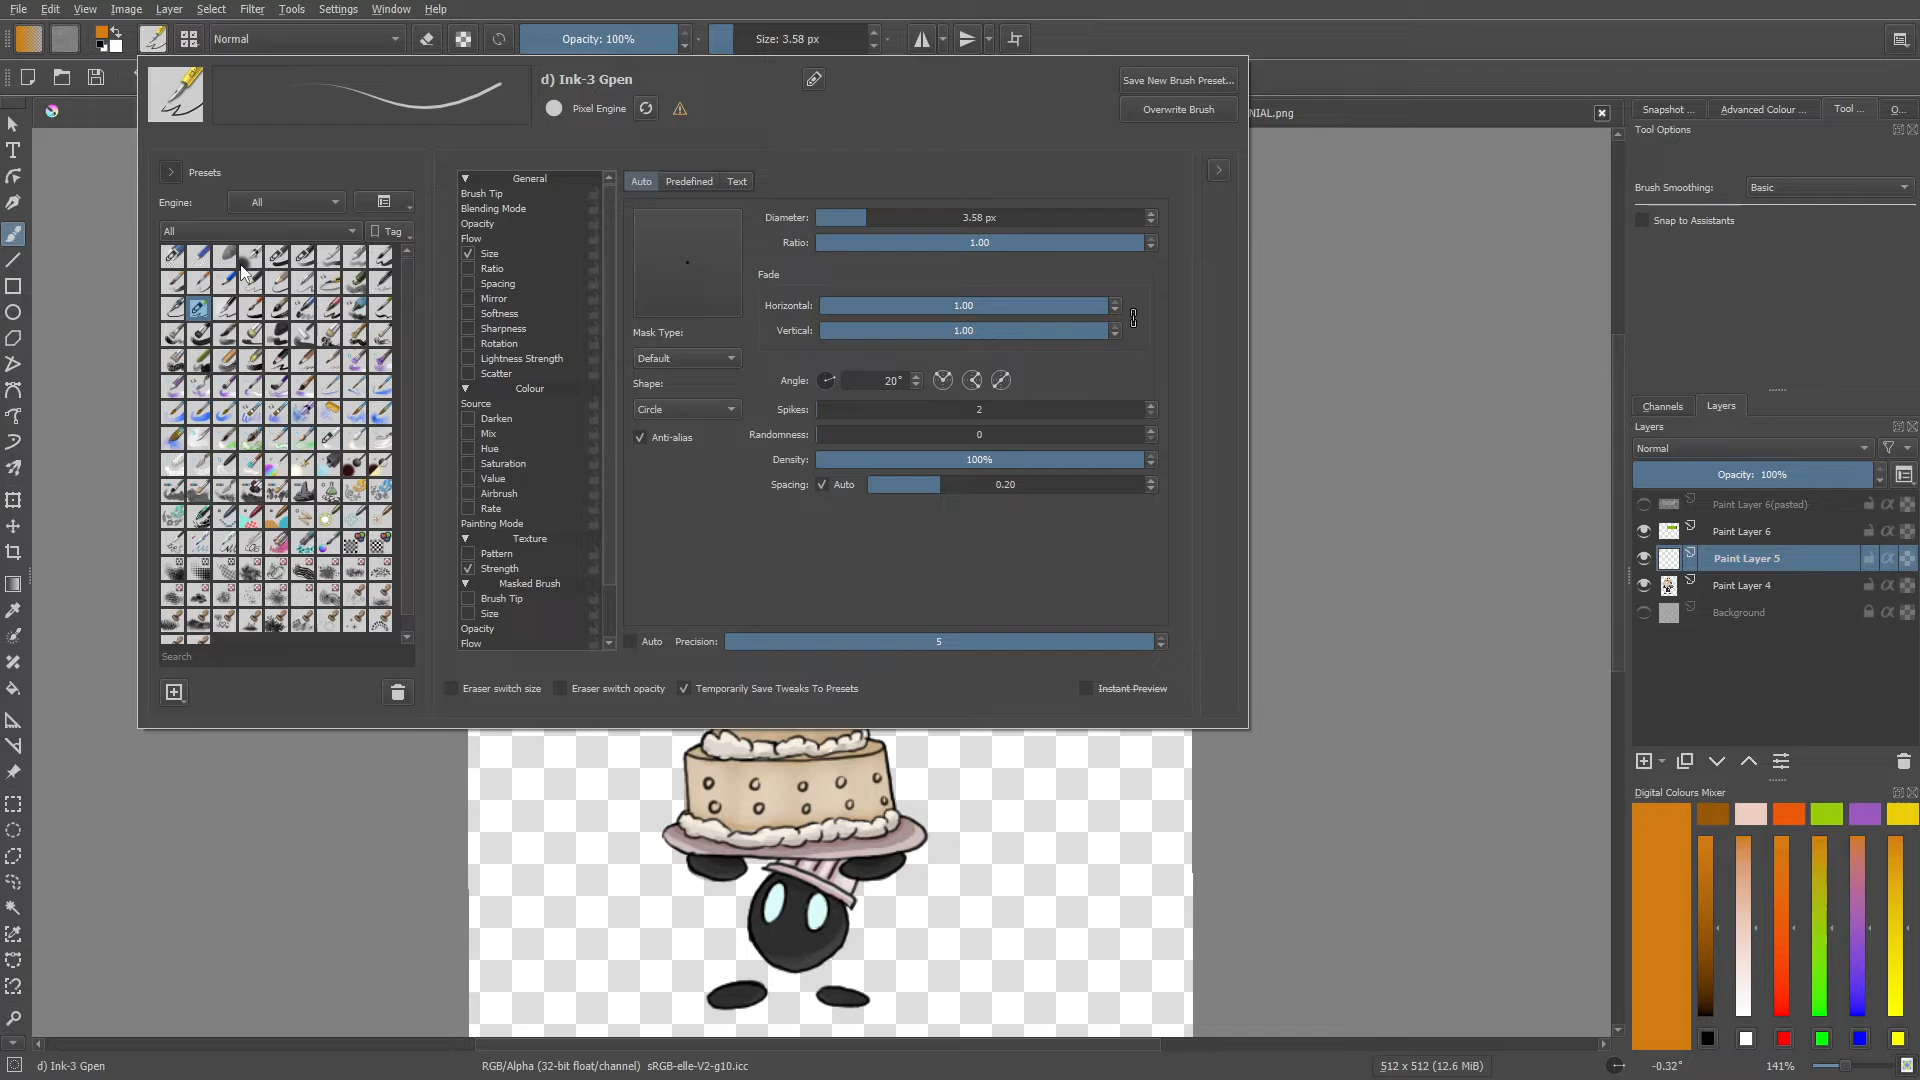 File Edit View Image Layer Select Filter Tools Settings Window Help
Normal
Opacity: 100%
Size: 3.58 px
d) Ink-3 Gpen
Pixel Engine
Save New Brush Preset...
Overwrite Brush
NIAL.png
Snapshot ...
Advanced Colour ...
Tool ...
O...
Tool Options
Brush Smoothing:
Basic
Snap to Assistants
Presets
Engine:
All
All
Tag
Search
General
Brush Tip
Blending Mode
Opacity
Flow
Size
Ratio
Spacing
Mirror
Softness
Sharpness
Rotation
Lightness Strength
Scatter
Colour
Source
Darken
Mix
Hue
Saturation
Value
Airbrush
Rate
Painting Mode
Texture
Pattern
Strength
Masked Brush
Brush Tip
Size
Opacity
Flow
Auto Predefined Text
Diameter: 3.58 px
Ratio: 1.00
Fade
Horizontal: 1.00
Vertical: 1.00
Mask Type:
Default
Shape:
Circle
Anti-alias
Angle: 20°
Spikes: 2
Randomness: 0
Density: 100%
Spacing: Auto 0.20
Auto Precision: 5
Eraser switch size
Eraser switch opacity
Temporarily Save Tweaks To Presets
Instant Preview
Channels Layers
Layers
Normal
Opacity: 100%
Paint Layer 6(pasted)
Paint Layer 6
Paint Layer 5
Paint Layer 4
Background
Digital Colours Mixer
d) Ink-3 Gpen
RGB/Alpha (32-bit float/channel) sRGB-elle-V2-g10.icc
512 x 512 (12.6 MiB)
-0.32°
141%